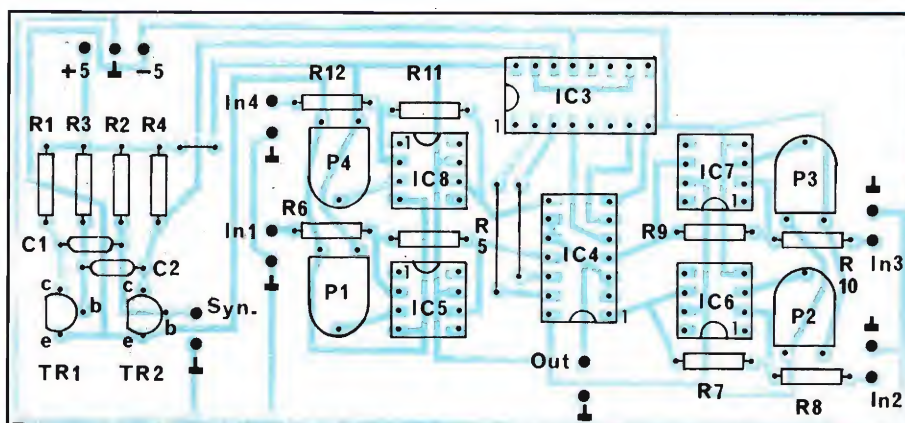 +5 -5
R1 R3 R2 R4
C1
C2
c
b
e
TR1
c
b
e
TR2
Syn.
In4
In1
R12
R11
P4
1
IC8
R6
P1
IC5
R
5
IC3
1
IC4
1
Out
IC7
1
R9
IC6
1
R7
P3
R
10
In3
P2
R8
In2